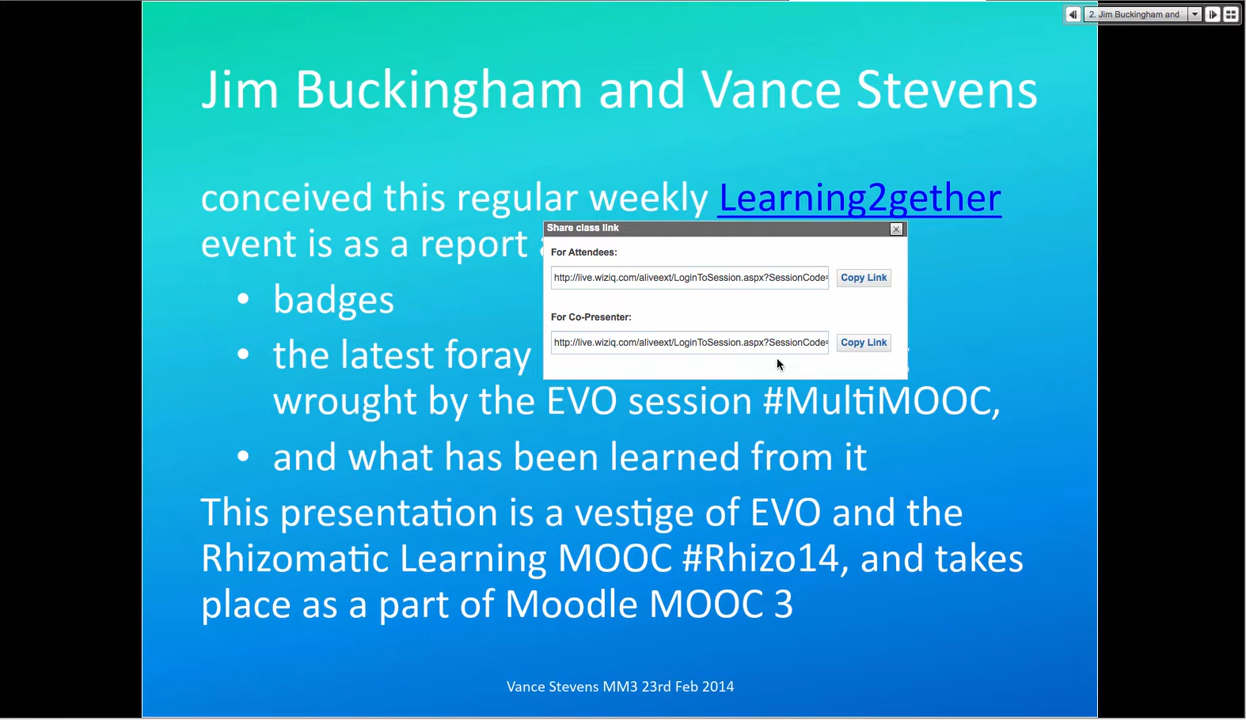 2. Jim Buckingham and
Jim Buckingham and Vance Stevens
conceived this regular weekly Learning2gether
event is as a report
Share class link
For Attendees:
http://live.wiziq.com/aliveext/LoginToSession.aspx?SessionCode=
Copy Link
For Co-Presenter:
http://live.wiziq.com/aliveext/LoginToSession.aspx?SessionCode=
Copy Link
• badges
• the latest foray
wrought by the EVO session #MultiMOOC,
• and what has been learned from it
This presentation is a vestige of EVO and the
Rhizomatic Learning MOOC #Rhizo14, and takes
place as a part of Moodle MOOC 3
Vance Stevens MM3 23rd Feb 2014